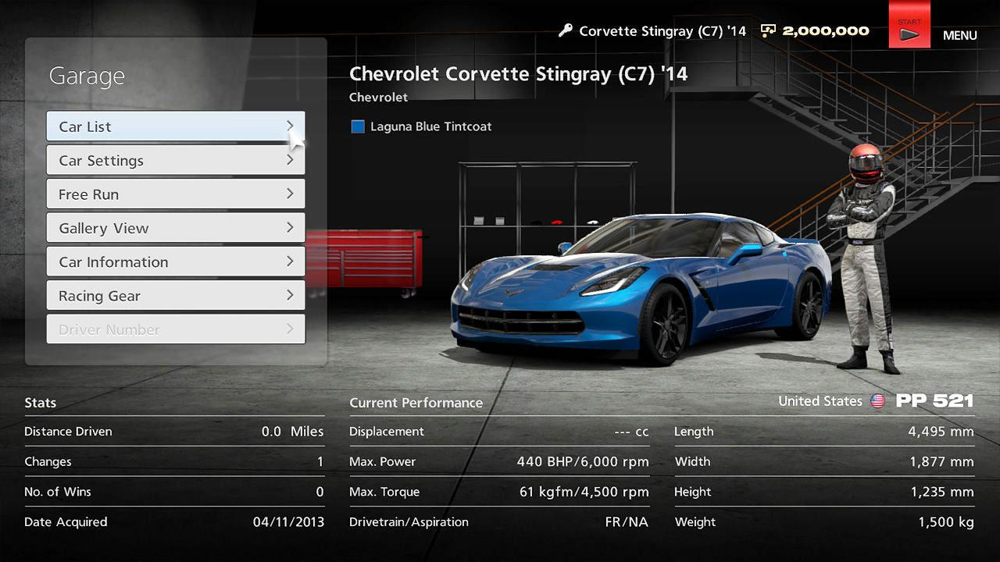 Corvette Stingray (C7) '14 2,000,000 START MENU
Garage
Car List
Car Settings
Free Run
Gallery View
Car Information
Racing Gear
Driver Number
Chevrolet Corvette Stingray (C7) '14
Chevrolet
Laguna Blue Tintcoat
Stats
Distance Driven 0.0 Miles
Changes 1
No. of Wins 0
Date Acquired 04/11/2013
Current Performance
Displacement --- cc
Max. Power 440 BHP/6,000 rpm
Max. Torque 61 kgfm/4,500 rpm
Drivetrain/Aspiration FR/NA
United States PP 521
Length 4,495 mm
Width 1,877 mm
Height 1,235 mm
Weight 1,500 kg